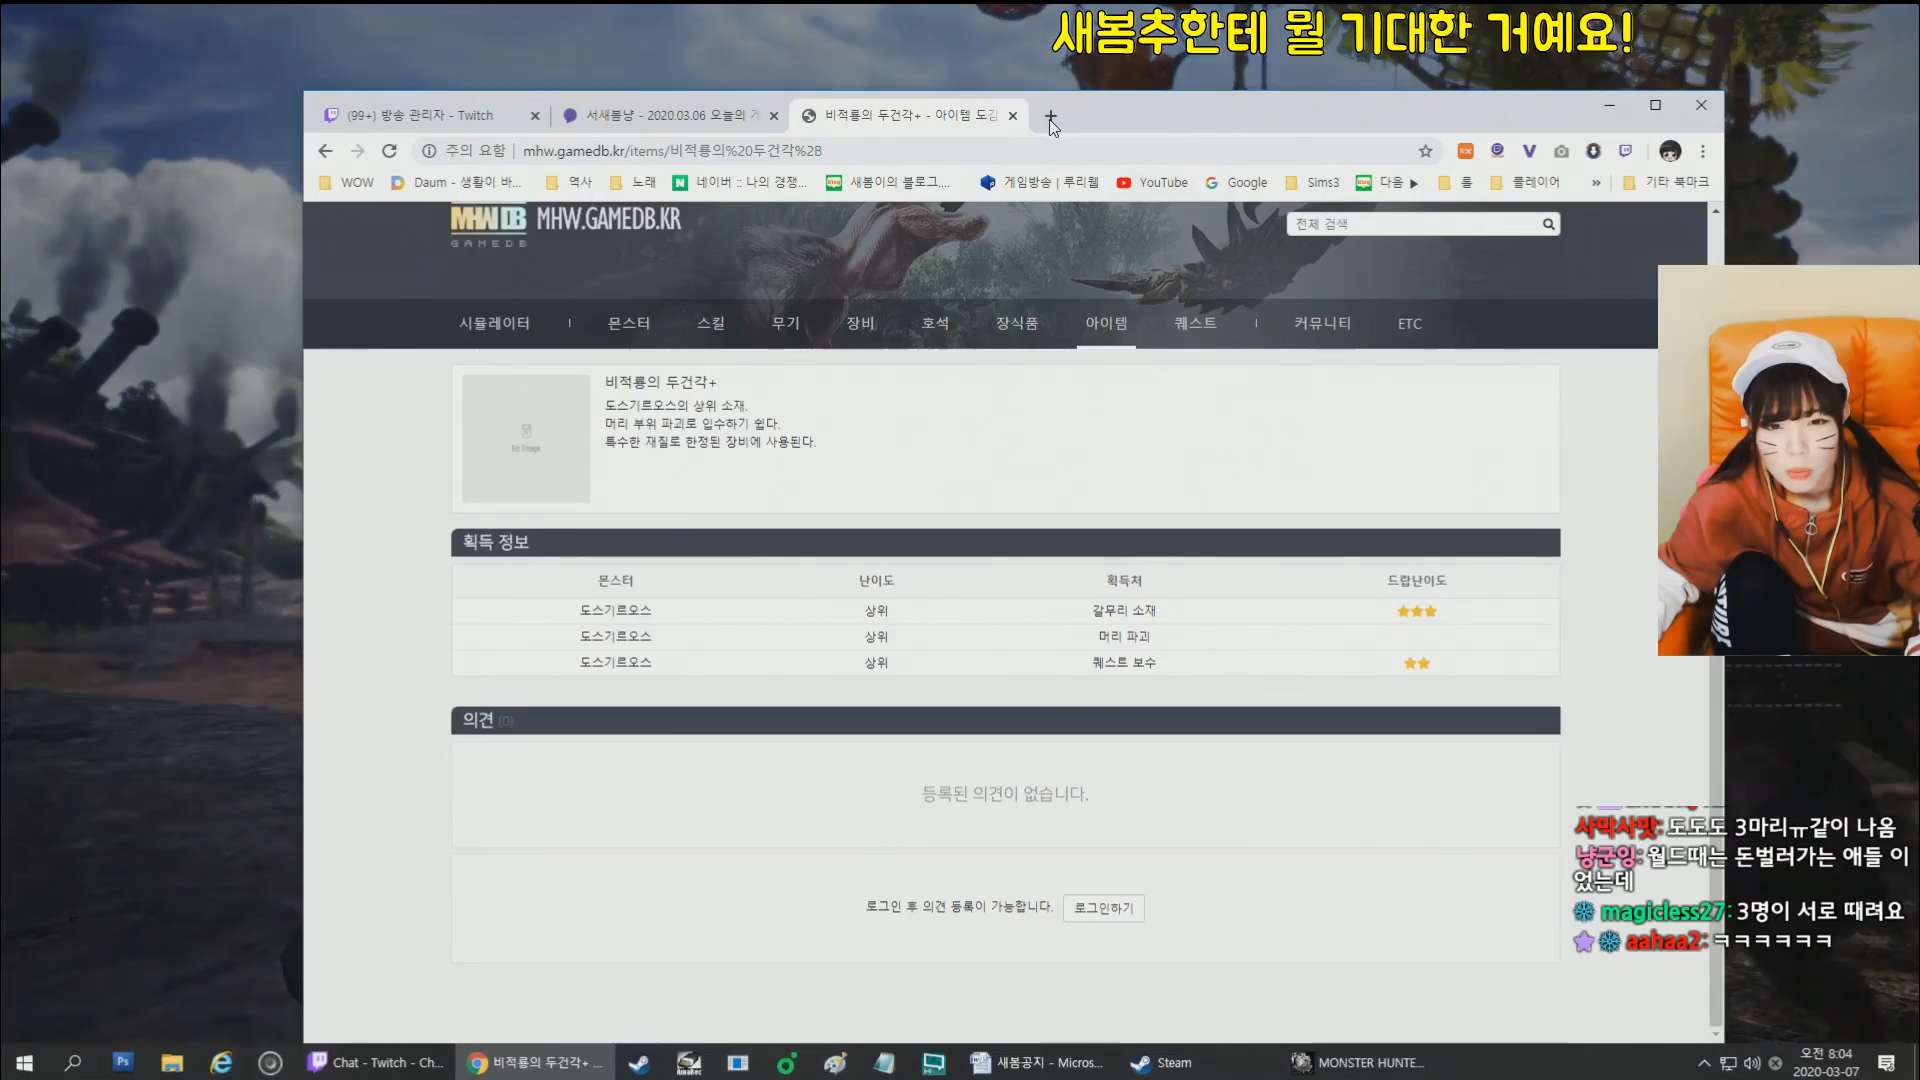 새봄추한테 뭘 기대한 거예요!
(99+) 방송 관리자 - Twitch
서새봄냥 - 2020.03.06 오늘의 게
비적룡의 두건각+ - 아이템 도감
주의 요함
mhw.gamedb.kr/items/비적룡의%20두건각%2B
WOW
Daum - 생활이 바...
역사
노래
네이버 :: 나의 경쟁...
새봄이의 블로그....
게임방송 | 루리웹
YouTube
Google
Sims3
다음 ▶
롤
플레이어
»
기타 북마크
MHW DB
GAMEDB
MHW.GAMEDB.KR
전체 검색
시뮬레이터
몬스터
스킬
무기
장비
호석
장식품
아이템
퀘스트
커뮤니티
ETC
No Image
비적룡의 두건각+
도스기르오스의 상위 소재.
머리 부위 파괴로 입수하기 쉽다.
특수한 재질로 한정된 장비에 사용된다.
획득 정보
몬스터 난이도 획득처 드랍난이도
도스기르오스 상위 갈무리 소재 ★★★
도스기르오스 상위 머리 파괴
도스기르오스 상위 퀘스트 보수 ★★
의견 (0)
등록된 의견이 없습니다.
로그인 후 의견 등록이 가능합니다.
로그인하기
사막사맛: 도도도 3마리ㅠ같이 나옴
냥군잉: 월드때는 돈벌러가는 애들 이
었는데
magicless27: 3명이 서로 때려요
aahaa2: ㅋㅋㅋㅋㅋㅋ
Ps
Chat - Twitch - Ch...
비적룡의 두건각+ ...
새봄공지 - Micros...
Steam
MONSTER HUNTE...
오전 8:04
2020-03-07